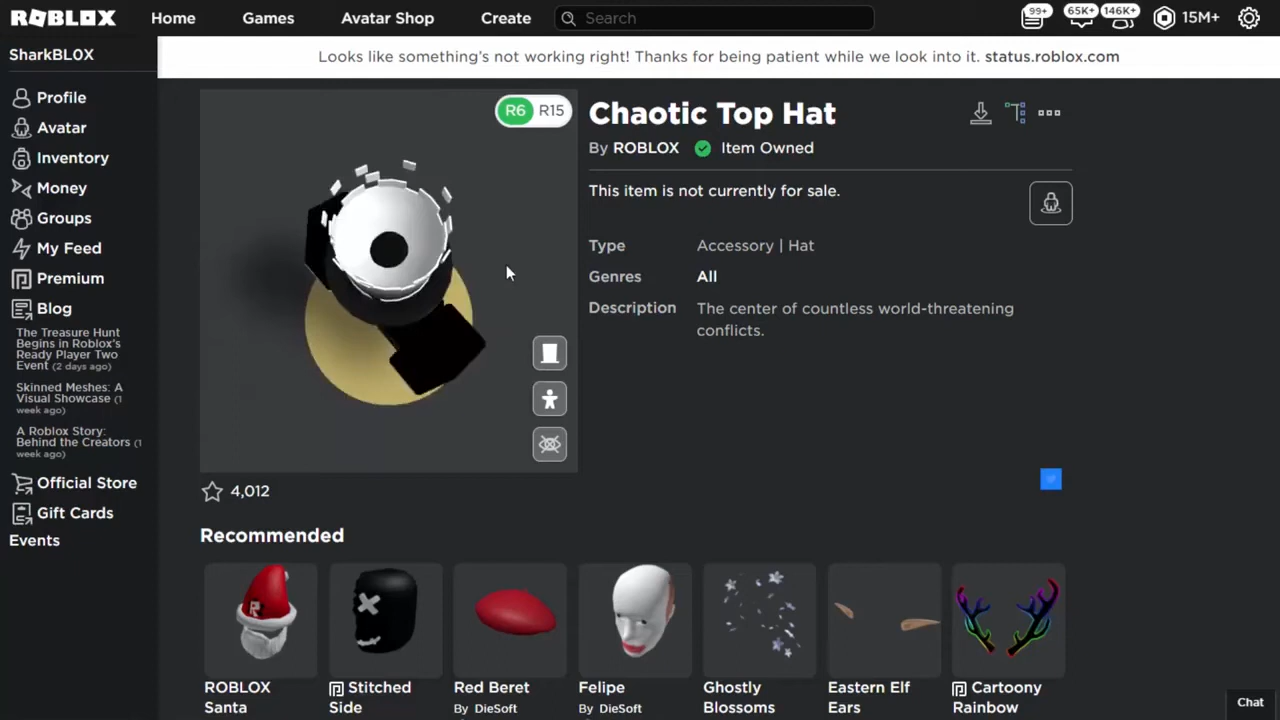 ROBLOX
Home
Games
Avatar Shop
Create
Search
99+
65K+
146K+
15M+
SharkBLOX
Looks like something's not working right! Thanks for being patient while we look into it. status.roblox.com
Profile
Avatar
Inventory
Money
Groups
My Feed
Premium
Blog
The Treasure Hunt
Begins in Roblox's
Ready Player Two
Event (2 days ago)
Skinned Meshes: A
Visual Showcase (1
week ago)
A Roblox Story:
Behind the Creators (1
week ago)
Official Store
Gift Cards
Events
R6 R15
Chaotic Top Hat
By ROBLOX Item Owned
This item is not currently for sale.
Type Accessory | Hat
Genres All
Description The center of countless world-threatening
conflicts.
4,012
Recommended
R
ROBLOX
Santa
Stitched
Side
Red Beret
By DieSoft
Felipe
By DieSoft
Ghostly
Blossoms
Eastern Elf
Ears
Cartoony
Rainbow
Chat